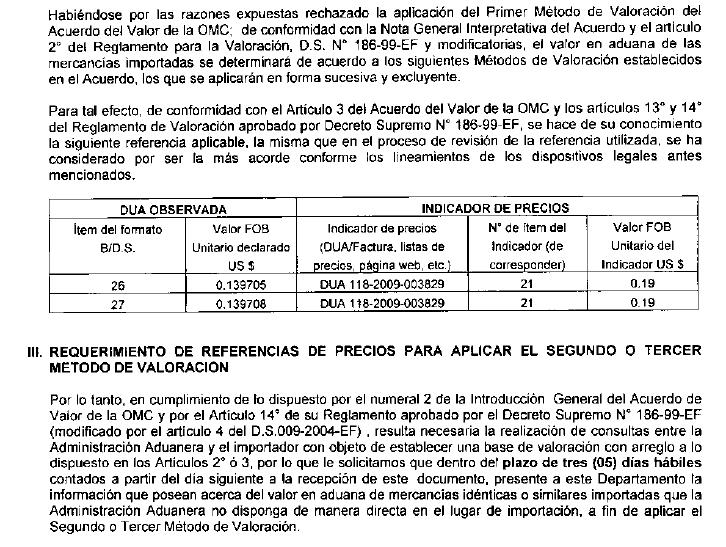 Habiéndose por las razones expuestas rechazado la aplicación del Primer Método de Valoración del
Acuerdo del Valor de la OMC; de conformidad con la Nota General Interpretativa del Acuerdo y el artículo
2° del Reglamento para la Valoración, D.S. N° 186-99-EF y modificatorias, el valor en aduana de las
mercancías importadas se determinará de acuerdo a los siguientes Métodos de Valoración establecidos
en el Acuerdo, los que se aplicarán en forma sucesiva y excluyente.
Para tal efecto, de conformidad con el Artículo 3 del Acuerdo del Valor de la OMC y los artículos 13° y 14°
del Reglamento de Valoración aprobado por Decreto Supremo N° 186-99-EF, se hace de su conocimiento
la siguiente referencia aplicable, la misma que en el proceso de revisión de la referencia utilizada, se ha
considerado por ser la más acorde conforme los lineamientos de los dispositivos legales antes
mencionados.
DUA OBSERVADA INDICADOR DE PRECIOS
Ítem del formato Valor FOB Indicador de precios N° de ítem del Valor FOB
B/D.S. Unitario declarado (DUA/Factura, listas de Indicador (de Unitario del
US $ precios, página web, etc.) corresponder) Indicador US $
26 0.139705 DUA 118-2009-003829 21 0.19
27 0.139708 DUA 118-2009-003829 21 0.19
III. REQUERIMIENTO DE REFERENCIAS DE PRECIOS PARA APLICAR EL SEGUNDO O TERCER
METODO DE VALORACION
Por lo tanto, en cumplimiento de lo dispuesto por el numeral 2 de la Introducción General del Acuerdo de
Valor de la OMC y por el Artículo 14° de su Reglamento aprobado por el Decreto Supremo N° 186-99-EF
(modificado por el artículo 4 del D.S.009-2004-EF) , resulta necesaria la realización de consultas entre la
Administración Aduanera y el importador con objeto de establecer una base de valoración con arreglo a lo
dispuesto en los Artículos 2° ó 3, por lo que le solicitamos que dentro del plazo de tres (05) días hábiles
contados a partir del día siguiente a la recepción de este documento, presente a este Departamento la
información que posean acerca del valor en aduana de mercancías idénticas o similares importadas que la
Administración Aduanera no disponga de manera directa en el lugar de importación, a fin de aplicar el
Segundo o Tercer Método de Valoración.